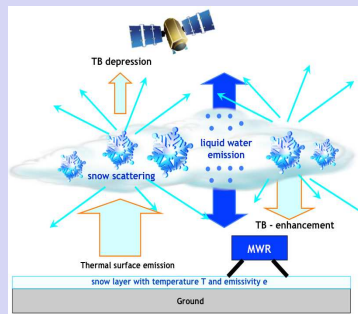 TB depression
liquid water
emission
snow scattering
TB - enhancement
MWR
Thermal surface emission
snow layer with temperature T and emissivity e
Ground